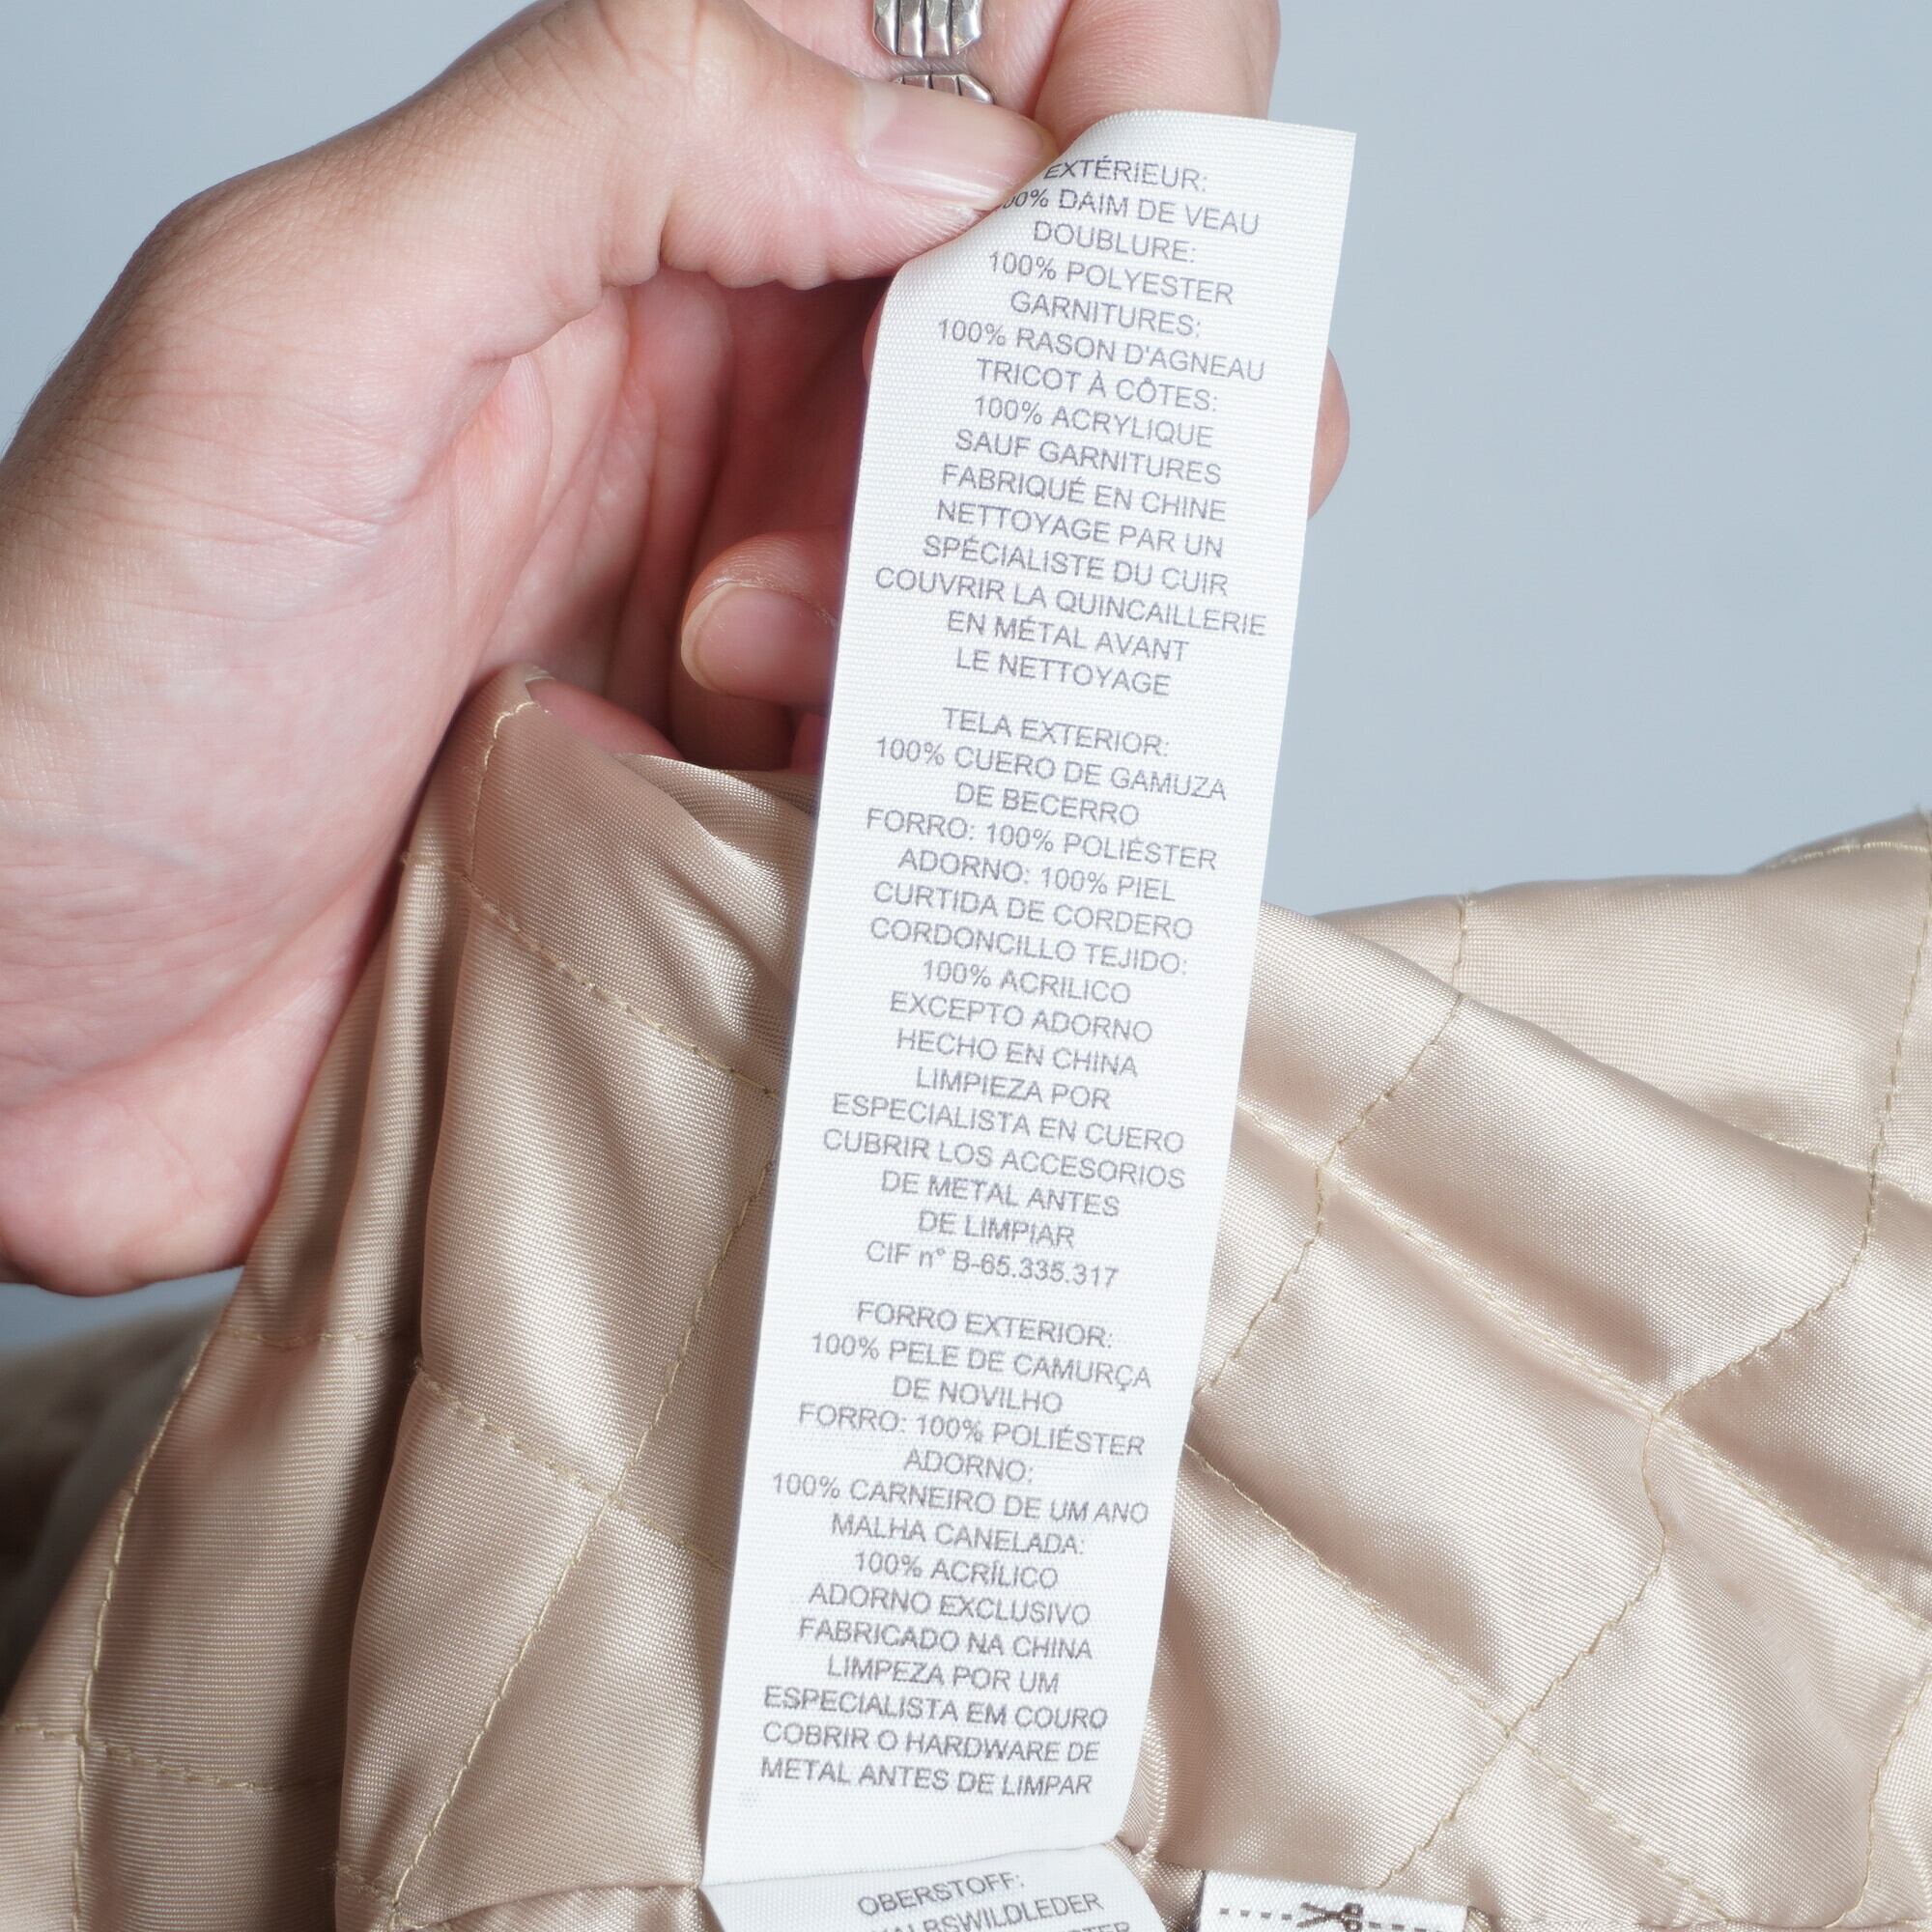 EXTÉRIEUR:
00% DAIM DE VEAU
DOUBLURE:
100% POLYESTER
GARNITURES:
100% RASON D'AGNEAU
TRICOT À CÔTES:
100% ACRYLIQUE
SAUF GARNITURES
FABRIQUÉ EN CHINE
NETTOYAGE PAR UN
SPÉCIALISTE DU CUIR
COUVRIR LA QUINCAILLERIE
EN MÉTAL AVANT
LE NETTOYAGE
TELA EXTERIOR:
100% CUERO DE GAMUZA
DE BECERRO
FORRO: 100% POLIÉSTER
ADORNO: 100% PIEL
CURTIDA DE CORDERO
CORDONCILLO TEJIDO:
100% ACRILICO
EXCEPTO ADORNO
HECHO EN CHINA
LIMPIEZA POR
ESPECIALISTA EN CUERO
CUBRIR LOS ACCESORIOS
DE METAL ANTES
DE LIMPIAR
CIF n° B-65.335.317
FORRO EXTERIOR:
100% PELE DE CAMURÇA
DE NOVILHO
FORRO: 100% POLIÉSTER
ADORNO:
100% CARNEIRO DE UM ANO
MALHA CANELADA:
100% ACRÍLICO
ADORNO EXCLUSIVO
FABRICADO NA CHINA
LIMPEZA POR UM
ESPECIALISTA EM COURO
COBRIR O HARDWARE DE
METAL ANTES DE LIMPAR
OBERSTOFF: